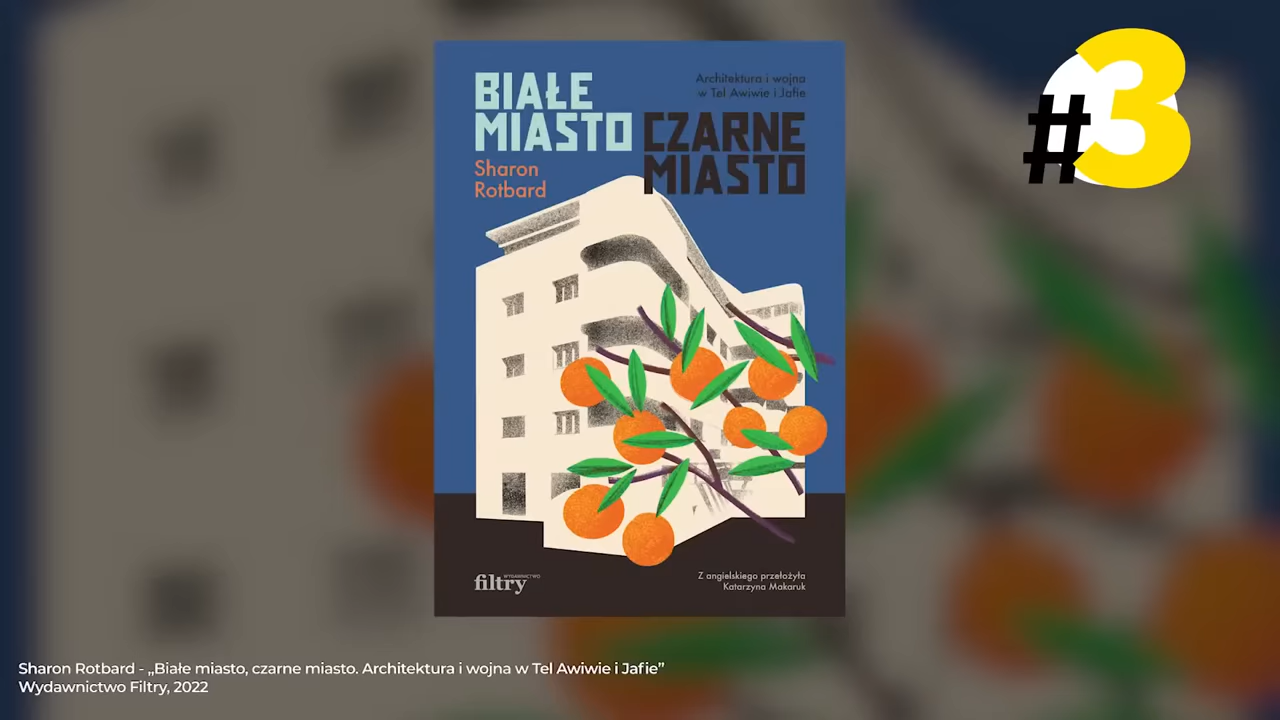 BIAŁE
MIASTO
Sharon
Rotbard
Architektura i wojna
w Tel Awiwie i Jafie
CZARNE
MIASTO
#3
WYDAWNICTWO
filtry
Z angielskiego przełożyła
Katarzyna Makaruk
Sharon Rotbard - „Białe miasto, czarne miasto. Architektura i wojna w Tel Awiwie i Jafie”
Wydawnictwo Filtry, 2022